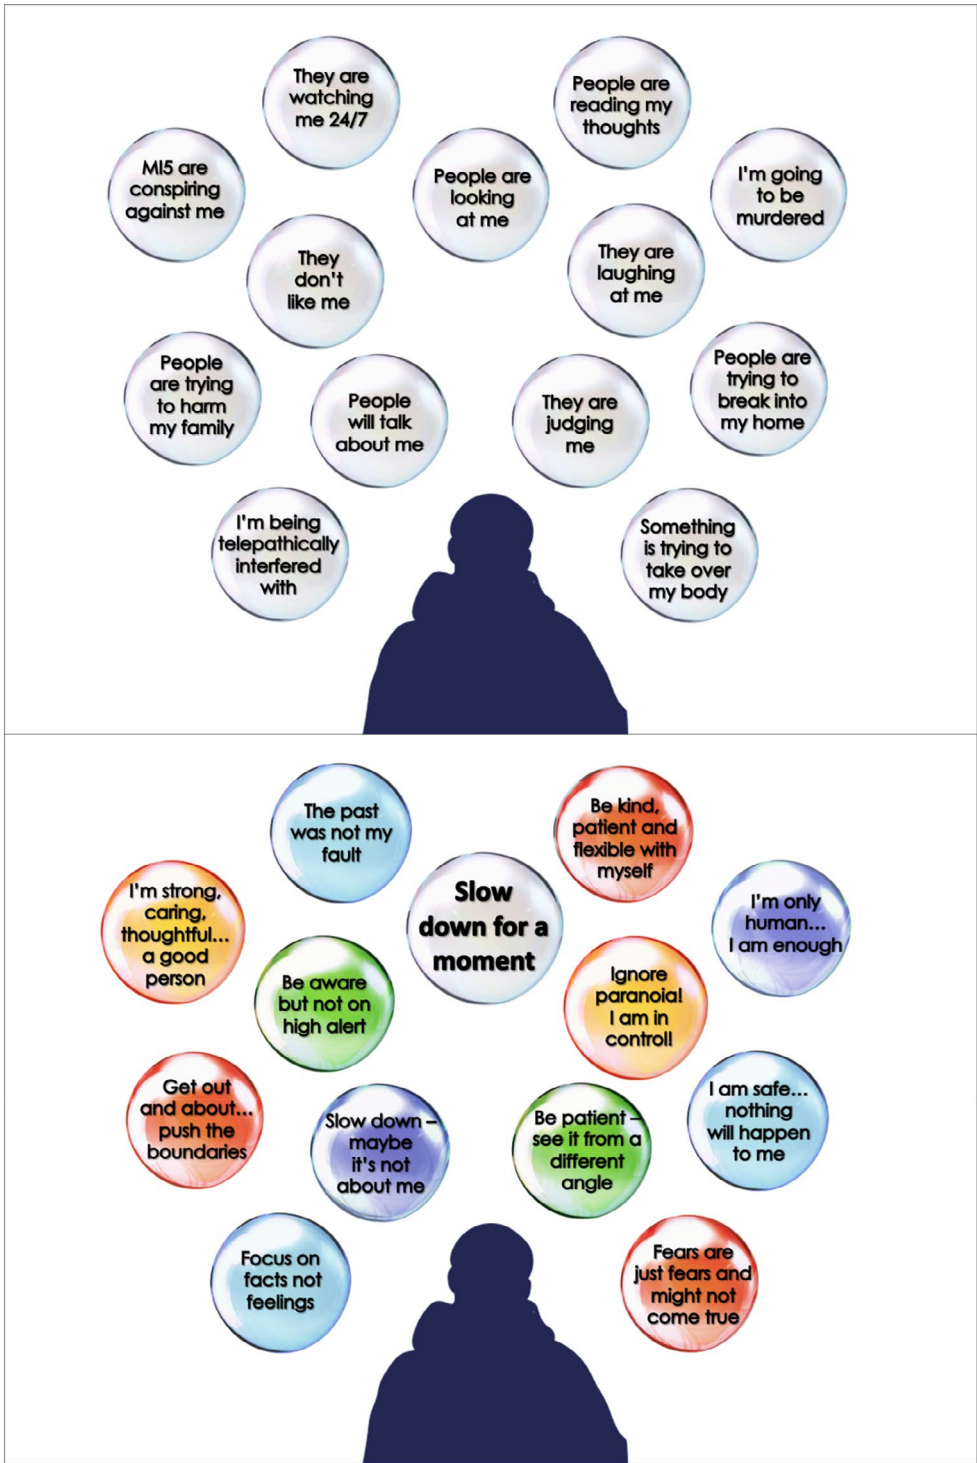 They are
watching
me 24/7
People are
reading my
thoughts
MI5 are
conspiring
against me
People are
looking
at me
I'm going
to be
murdered
They
don't
like me
They are
laughing
at me
People
are trying
to harm
my family
People
will talk
about me
They are
judging
me
People are
trying to
break into
my home
I'm being
telepathically
interfered
with
Something
is trying to
take over
my body
The past
was not my
fault
Be kind,
patient and
flexible with
myself
I'm strong,
caring,
thoughtful...
a good
person
Slow
down for a
moment
I'm only
human...
I am enough
Be aware
but not on
high alert
Ignore
paranoia!
I am in
control!
Get out
and about...
push the
boundaries
Slow down –
maybe
it's not
about me
Be patient –
see it from a
different
angle
I am safe...
nothing
will happen
to me
Focus on
facts not
feelings
Fears are
just fears and
might not
come true